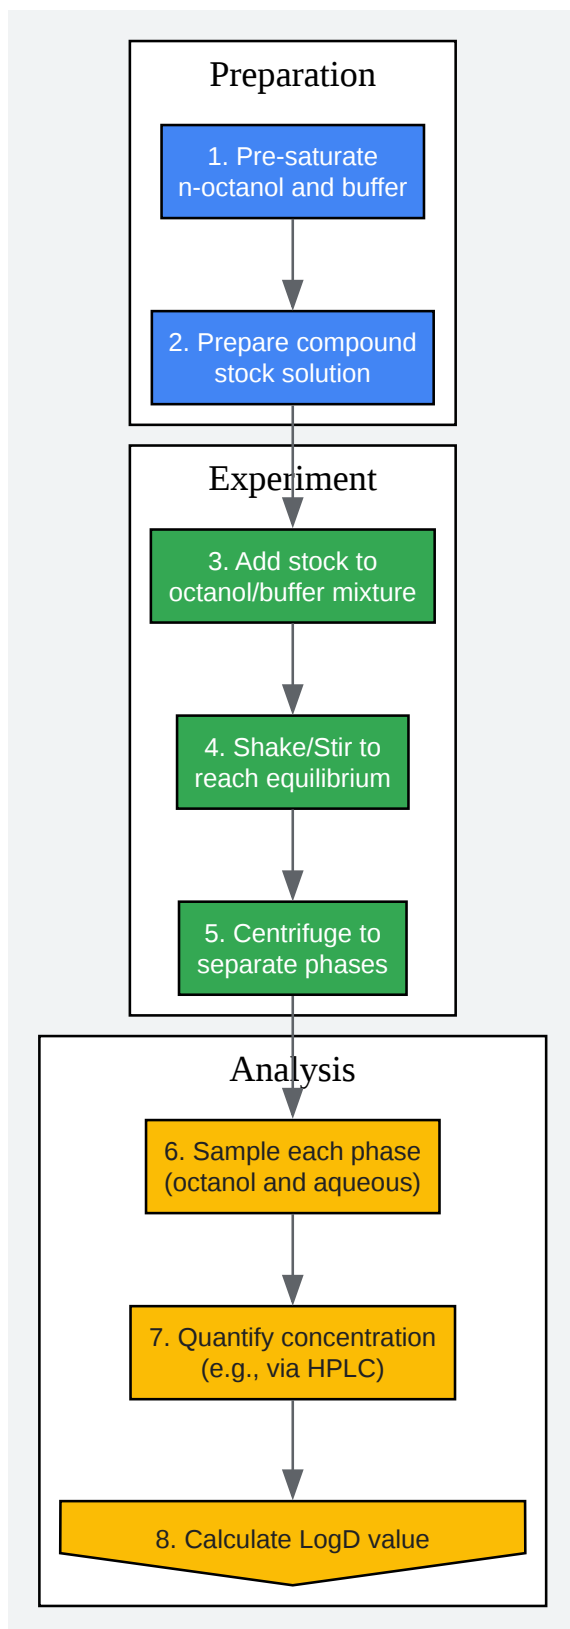 Preparation
1. Pre-saturate
n-octanol and buffer
2. Prepare compound
stock solution
Experiment
3. Add stock to
octanol/buffer mixture
4. Shake/Stir to
reach equilibrium
5. Centrifuge to
separate phases
Analysis
6. Sample each phase
(octanol and aqueous)
7. Quantify concentration
(e.g., via HPLC)
8. Calculate LogD value